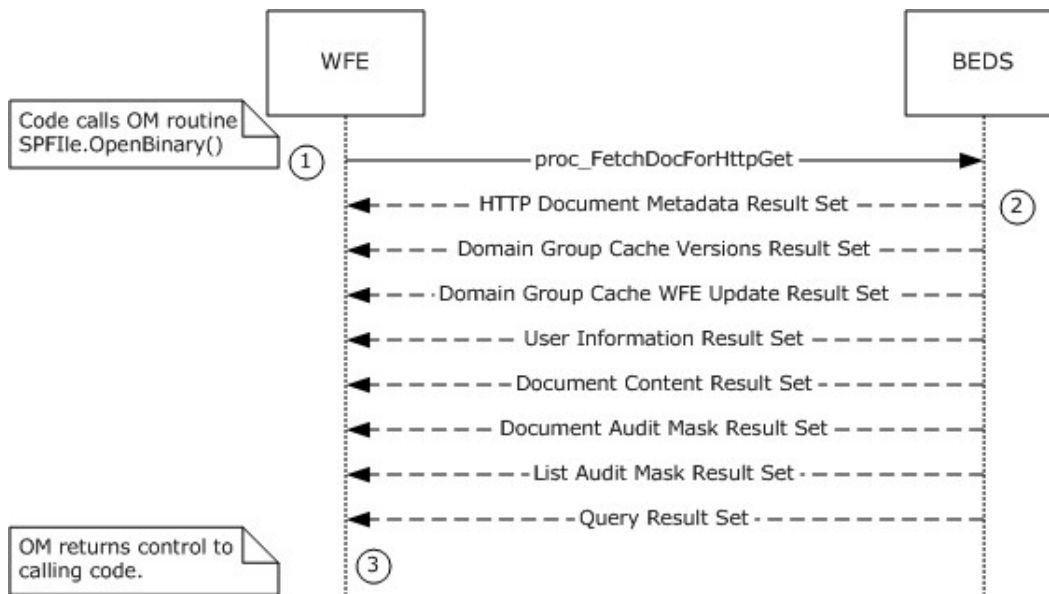 WFE
BEDS
Code calls OM routine
SPFIle.OpenBinary()
1
proc_FetchDocForHttpGet
HTTP Document Metadata Result Set
2
Domain Group Cache Versions Result Set
Domain Group Cache WFE Update Result Set
User Information Result Set
Document Content Result Set
Document Audit Mask Result Set
List Audit Mask Result Set
Query Result Set
OM returns control to
calling code.
3